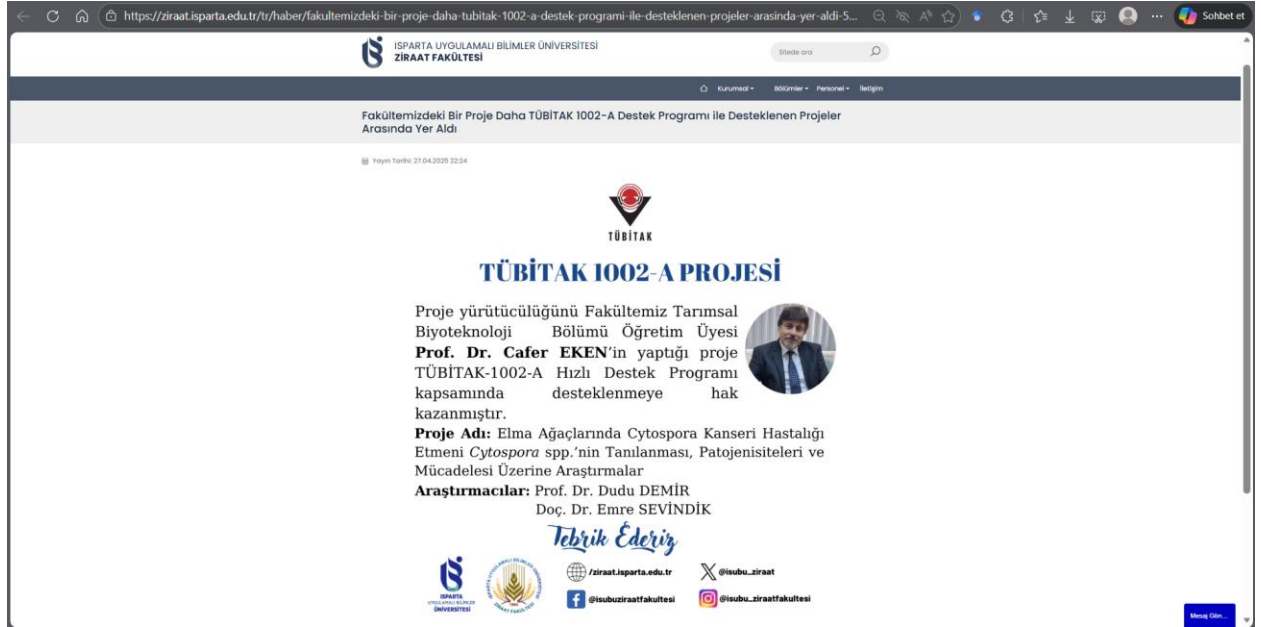 https://ziraat.isparta.edu.tr/tr/haber/fakultemizdeki-bir-proje-daha-tubitak-1002-a-destek-programi-ile-desteklenen-projeler-arasinda-yer-aldi-5...
Sohbet et
ISPARTA UYGULAMALI BİLİMLER ÜNİVERSİTESİ
ZİRAAT FAKÜLTESİ
Sitede ara
Kurumsal Bölümler Personel İletişim
Fakültemizdeki Bir Proje Daha TÜBİTAK 1002-A Destek Programı ile Desteklenen Projeler
Arasında Yer Aldı
Yayın Tarihi: 27.04.2025 22:24
TÜBİTAK
TÜBİTAK 1002-A PROJESİ
Proje yürütücülüğünü Fakültemiz Tarımsal
Biyoteknoloji Bölümü Öğretim Üyesi
Prof. Dr. Cafer EKEN'in yaptığı proje
TÜBİTAK-1002-A Hızlı Destek Programı
kapsamında desteklenmeye hak
kazanmıştır.
Proje Adı: Elma Ağaçlarında Cytospora Kanseri Hastalığı
Etmeni Cytospora spp.'nin Tanılanması, Patojenisiteleri ve
Mücadelesi Üzerine Araştırmalar
Araştırmacılar: Prof. Dr. Dudu DEMİR
Doç. Dr. Emre SEVİNDİK
Tebrik Ederiz
ISPARTA
UYGULAMALI BİLİMLER
ÜNİVERSİTESİ
/ziraat.isparta.edu.tr
@isubu_ziraat
@isubuziraatfakultesi
@isubu_ziraatfakultesi
Mesaj Gön...